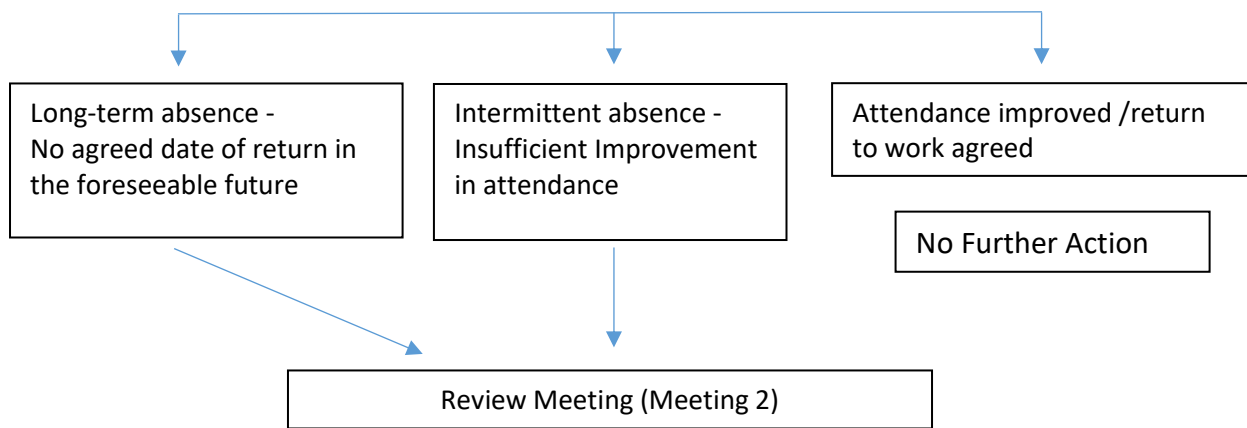 Long-term absence -
No agreed date of return in
the foreseeable future
Intermittent absence -
Insufficient Improvement
in attendance
Attendance improved /return
to work agreed
No Further Action
Review Meeting (Meeting 2)